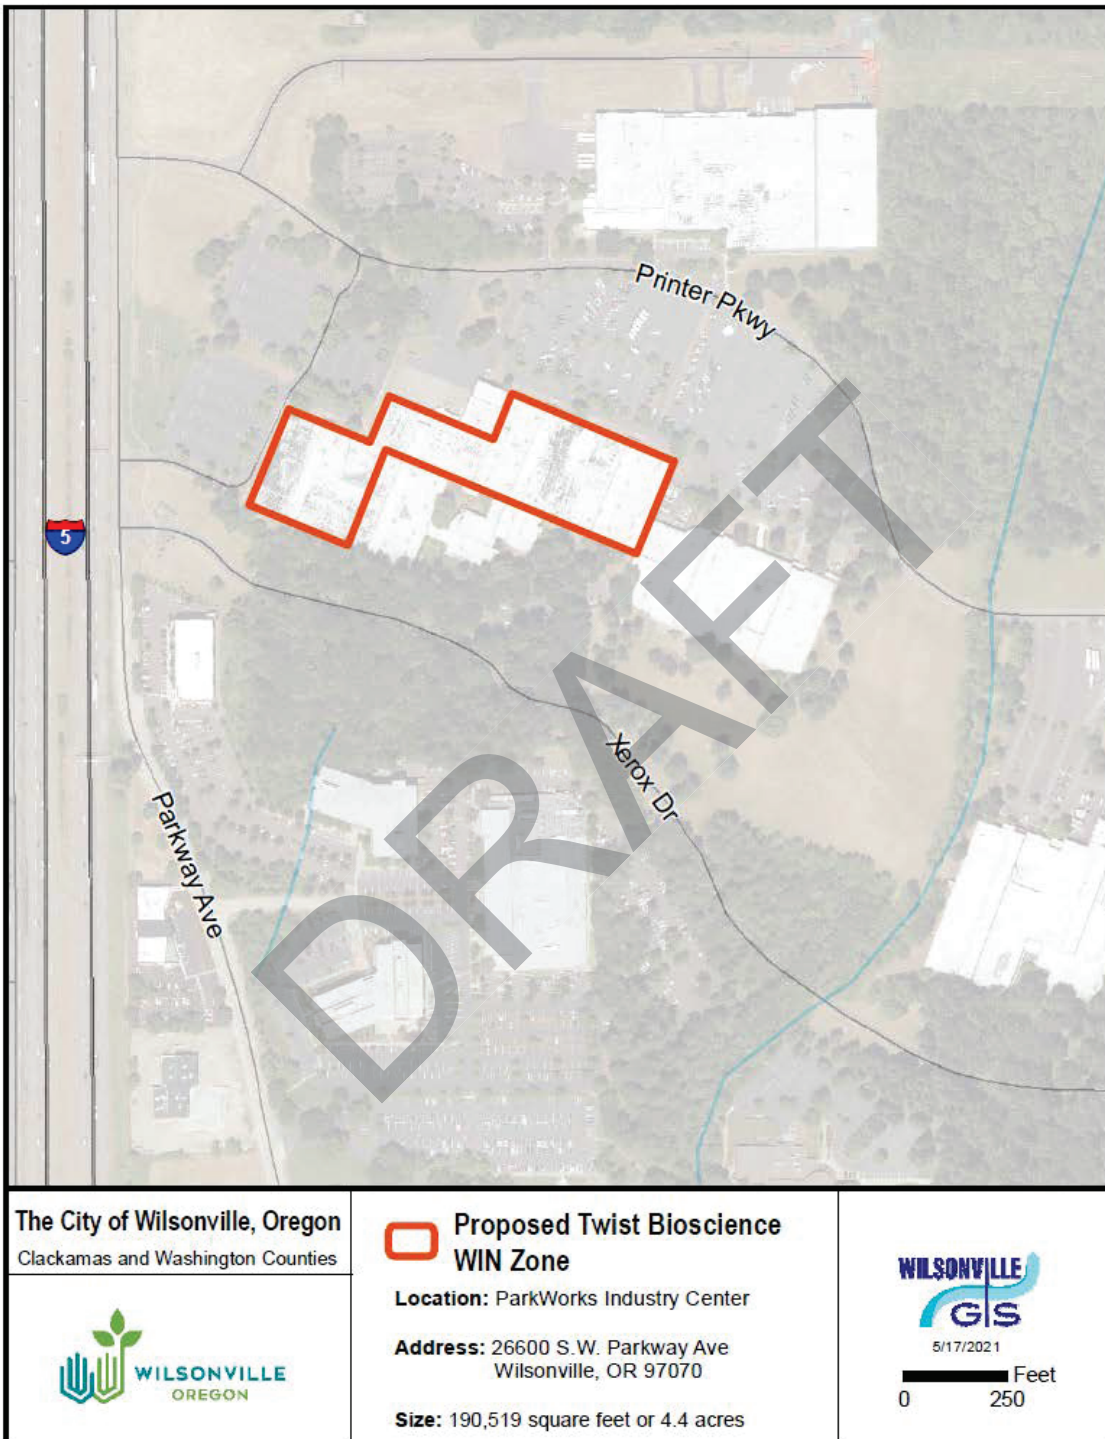 Printer Pkwy
5
Xerox Dr
Parkway Ave
DRAFT
The City of Wilsonville, Oregon
Clackamas and Washington Counties
WILSONVILLE
OREGON
Proposed Twist Bioscience
WIN Zone
Location: ParkWorks Industry Center
Address: 26600 S.W. Parkway Ave
Wilsonville, OR 97070
Size: 190,519 square feet or 4.4 acres
WILSONVILLE
GIS
5/17/2021
Feet
0 250